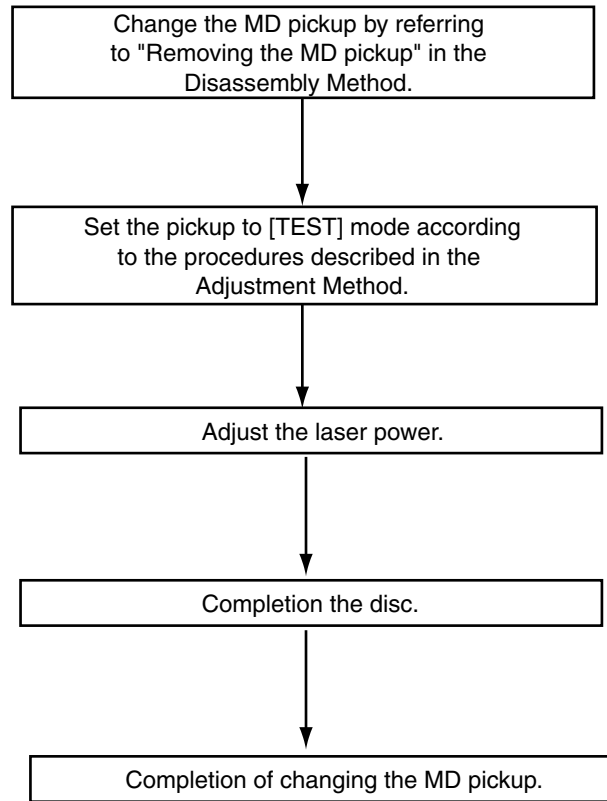 Change the MD pickup by referring
to "Removing the MD pickup" in the
Disassembly Method.
Set the pickup to [TEST] mode according
to the procedures described in the
Adjustment Method.
Adjust the laser power.
Completion the disc.
Completion of changing the MD pickup.